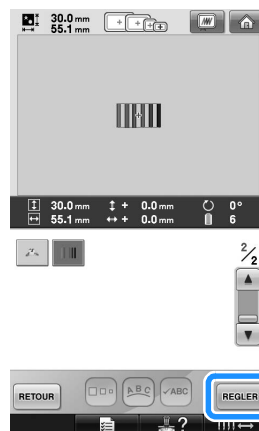 30.0 mm
55.1 mm
30.0 mm + 0.0 mm 0°
55.1 mm + 0.0 mm 6
2/2
RETOUR
ABC
ABC
REGLER
?